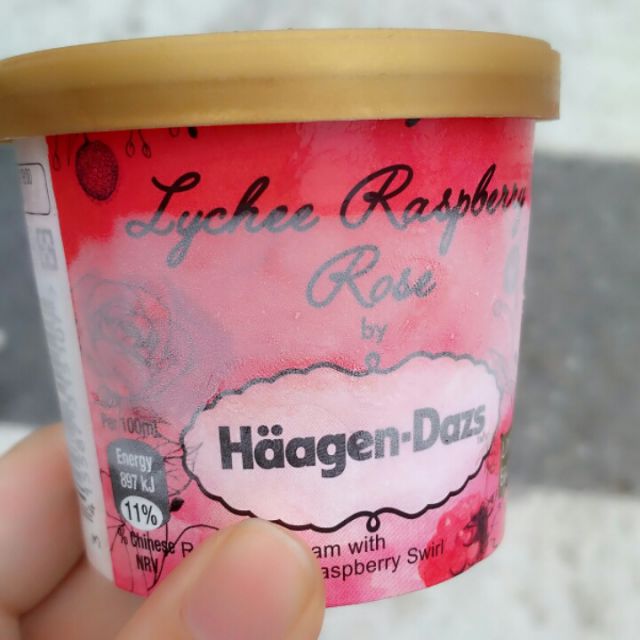 Lychee Raspberry
Rose
by
Häagen-Dazs
Per 100ml
Energy
897 kJ
11%
% Chinese
NRV
am with
aspberry Swirl